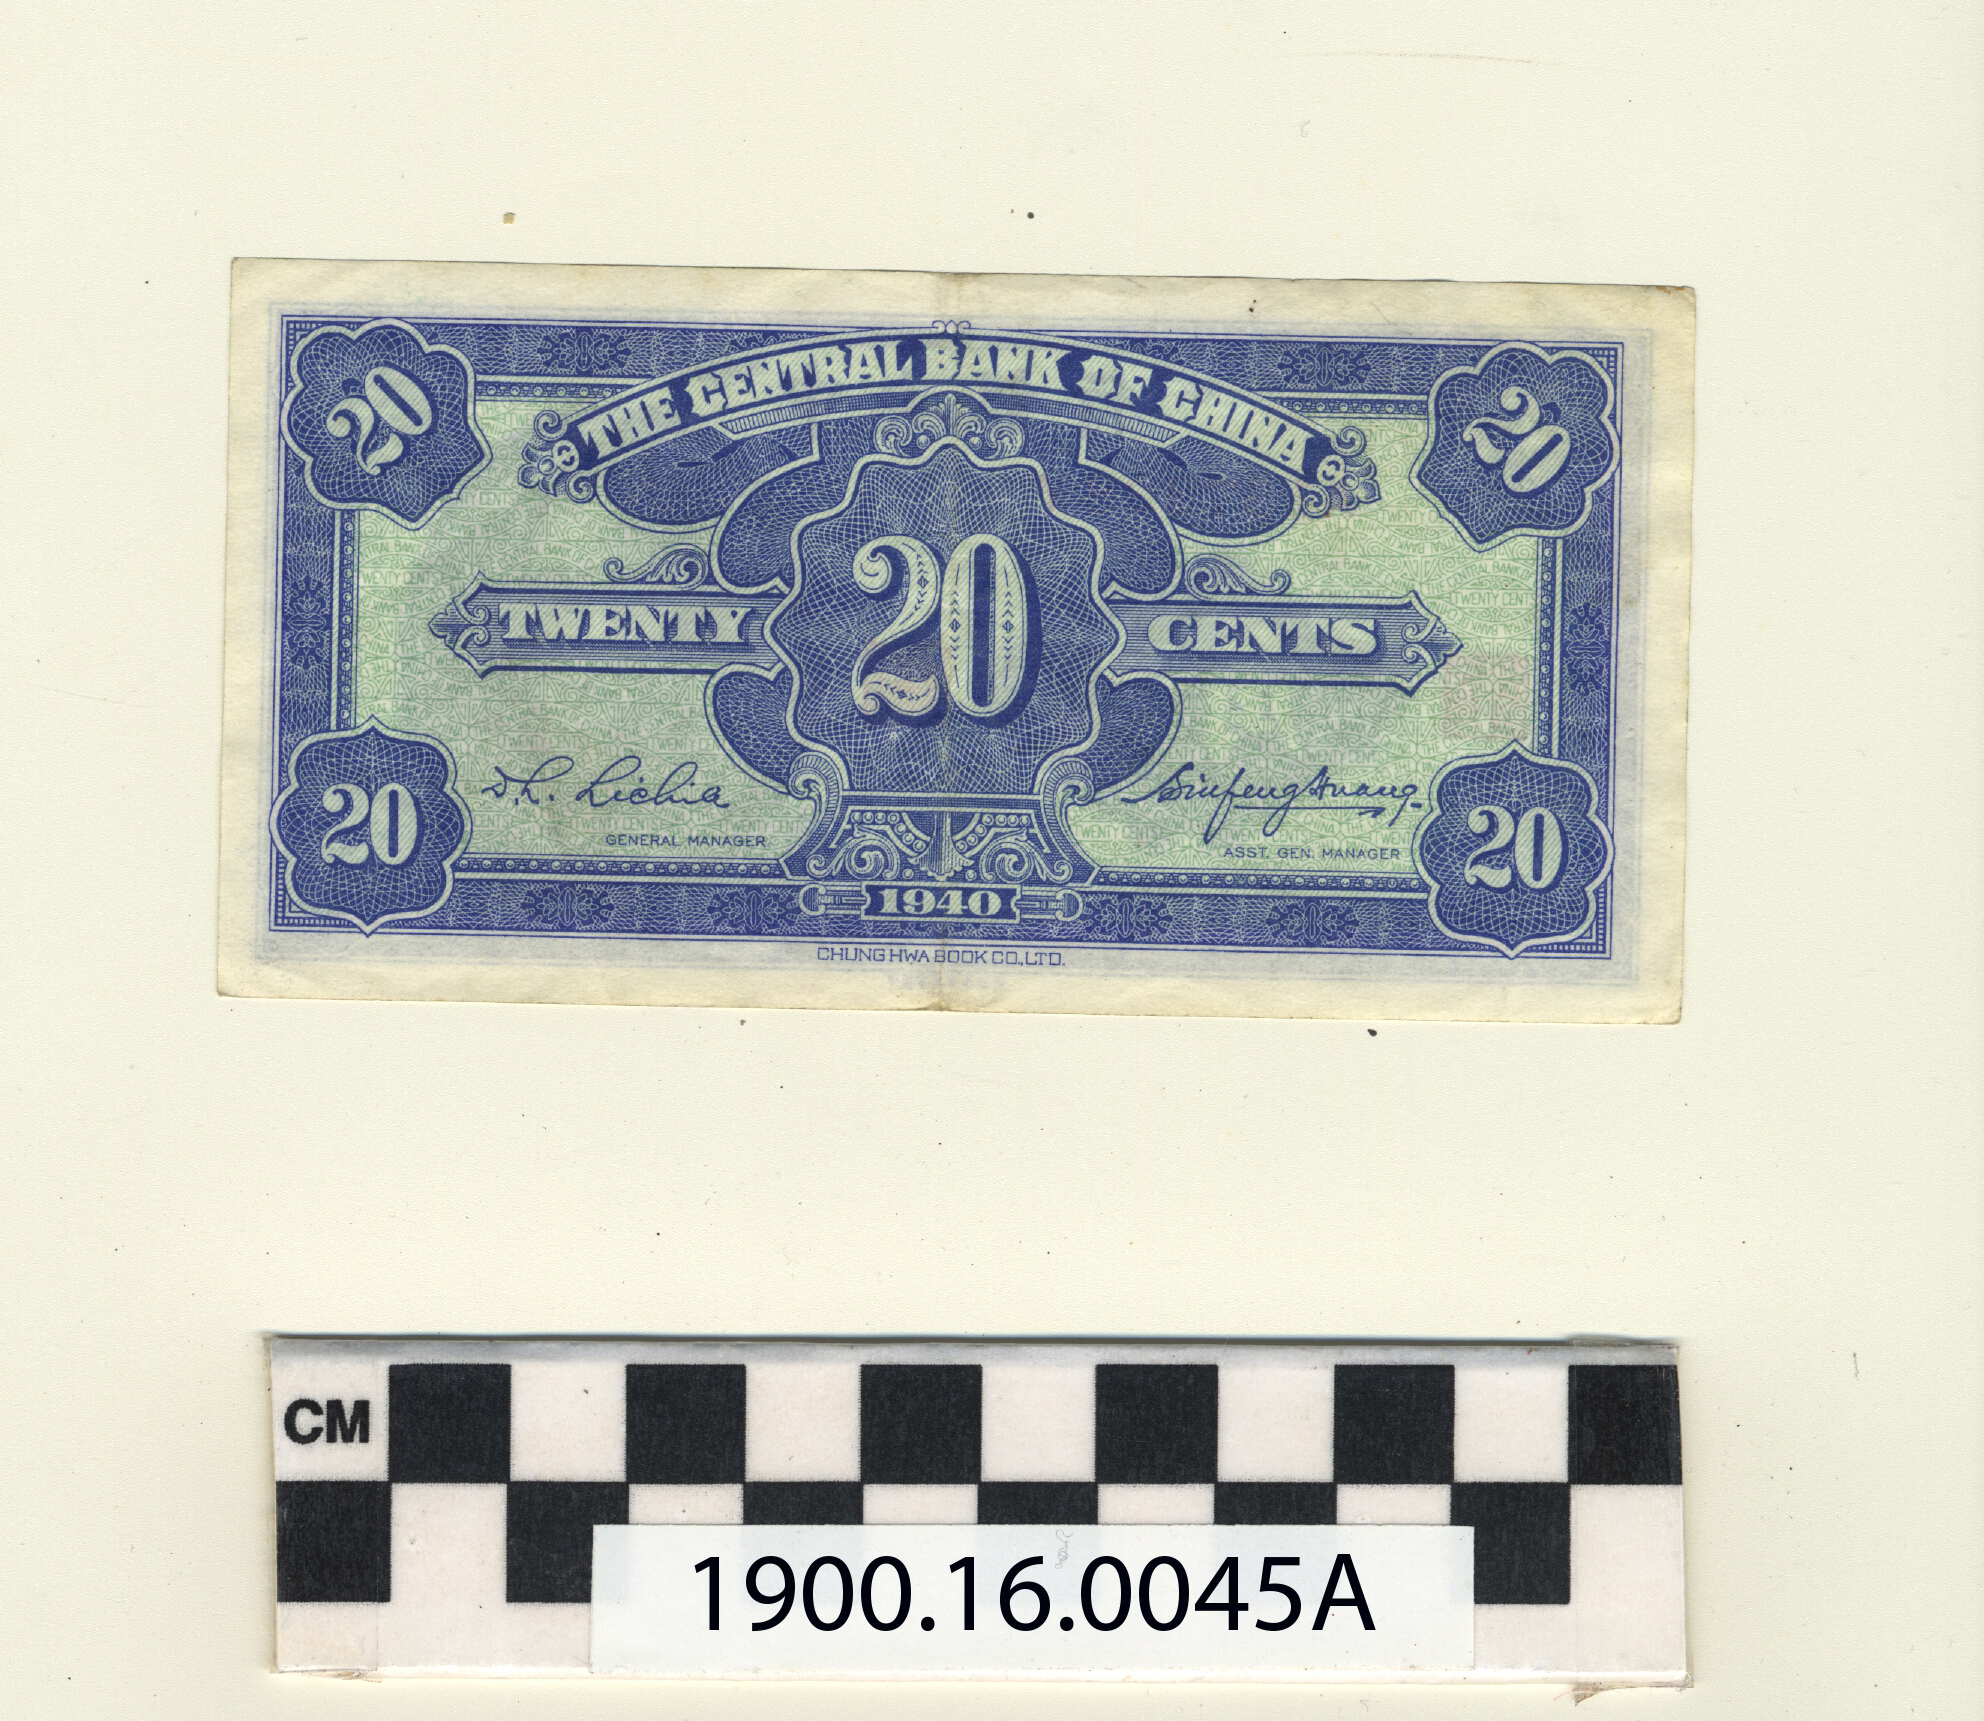 THE CENTRAL BANK OF CHINA
20
20
20
TWENTY
CENTS
GENERAL MANAGER
ASST. GEN. MANAGER
20
20
1940
CHUNG HWA BOOK CO., LTD.
CM
1900.16.0045A